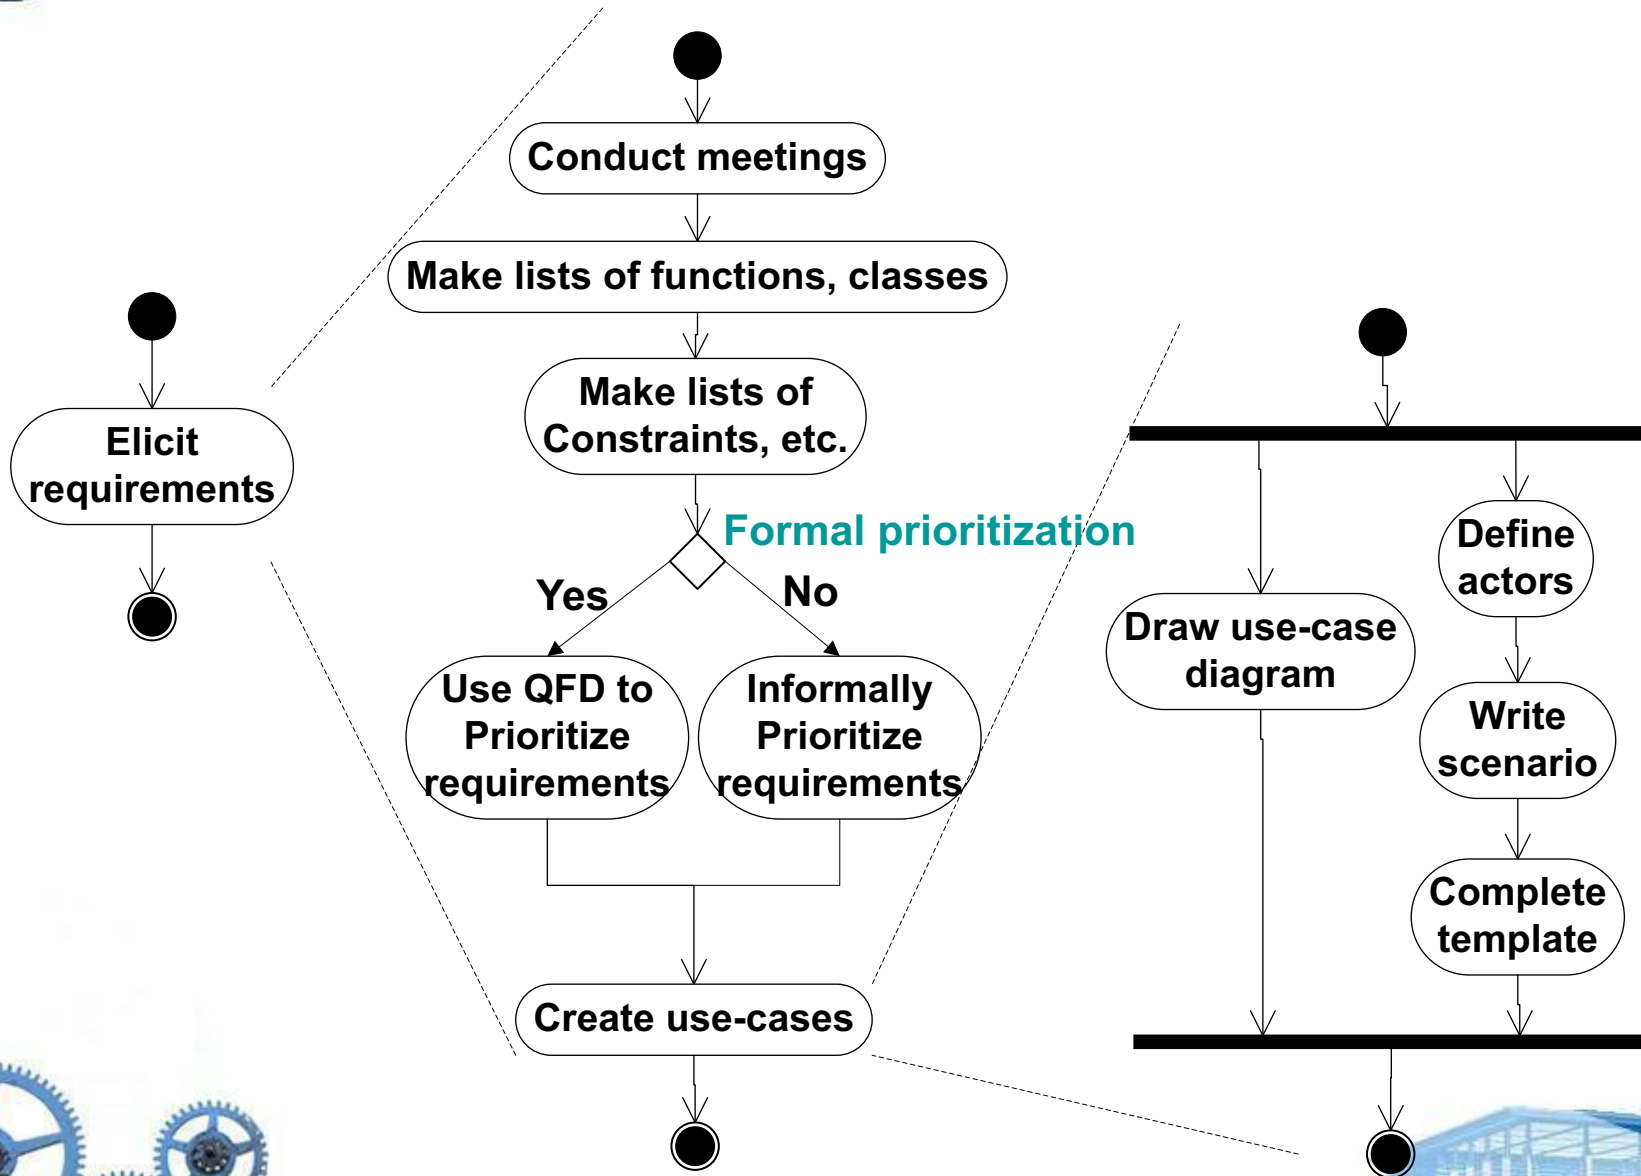 Elicit
requirements
Conduct meetings
Make lists of functions, classes
Make lists of
Constraints, etc.
Formal prioritization
Yes
No
Use QFD to
Prioritize
requirements
Informally
Prioritize
requirements
Create use-cases
Draw use-case
diagram
Define
actors
Write
scenario
Complete
template